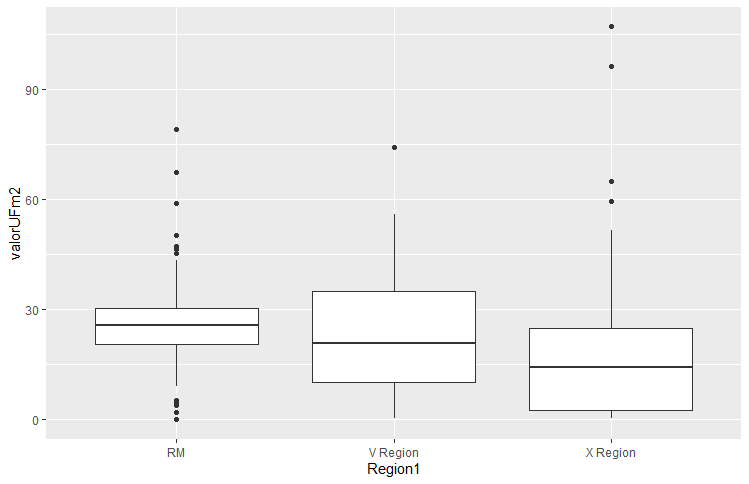 valorUFm2
90
60
30
0
RM
V Region
X Region
Region1